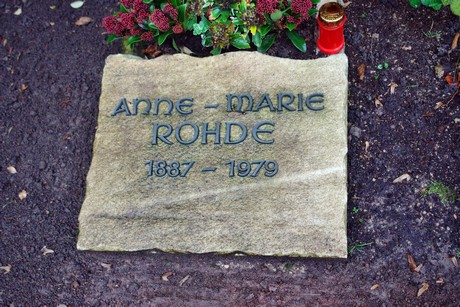 ANNE – MARIE
ROHDE
1887 – 1979